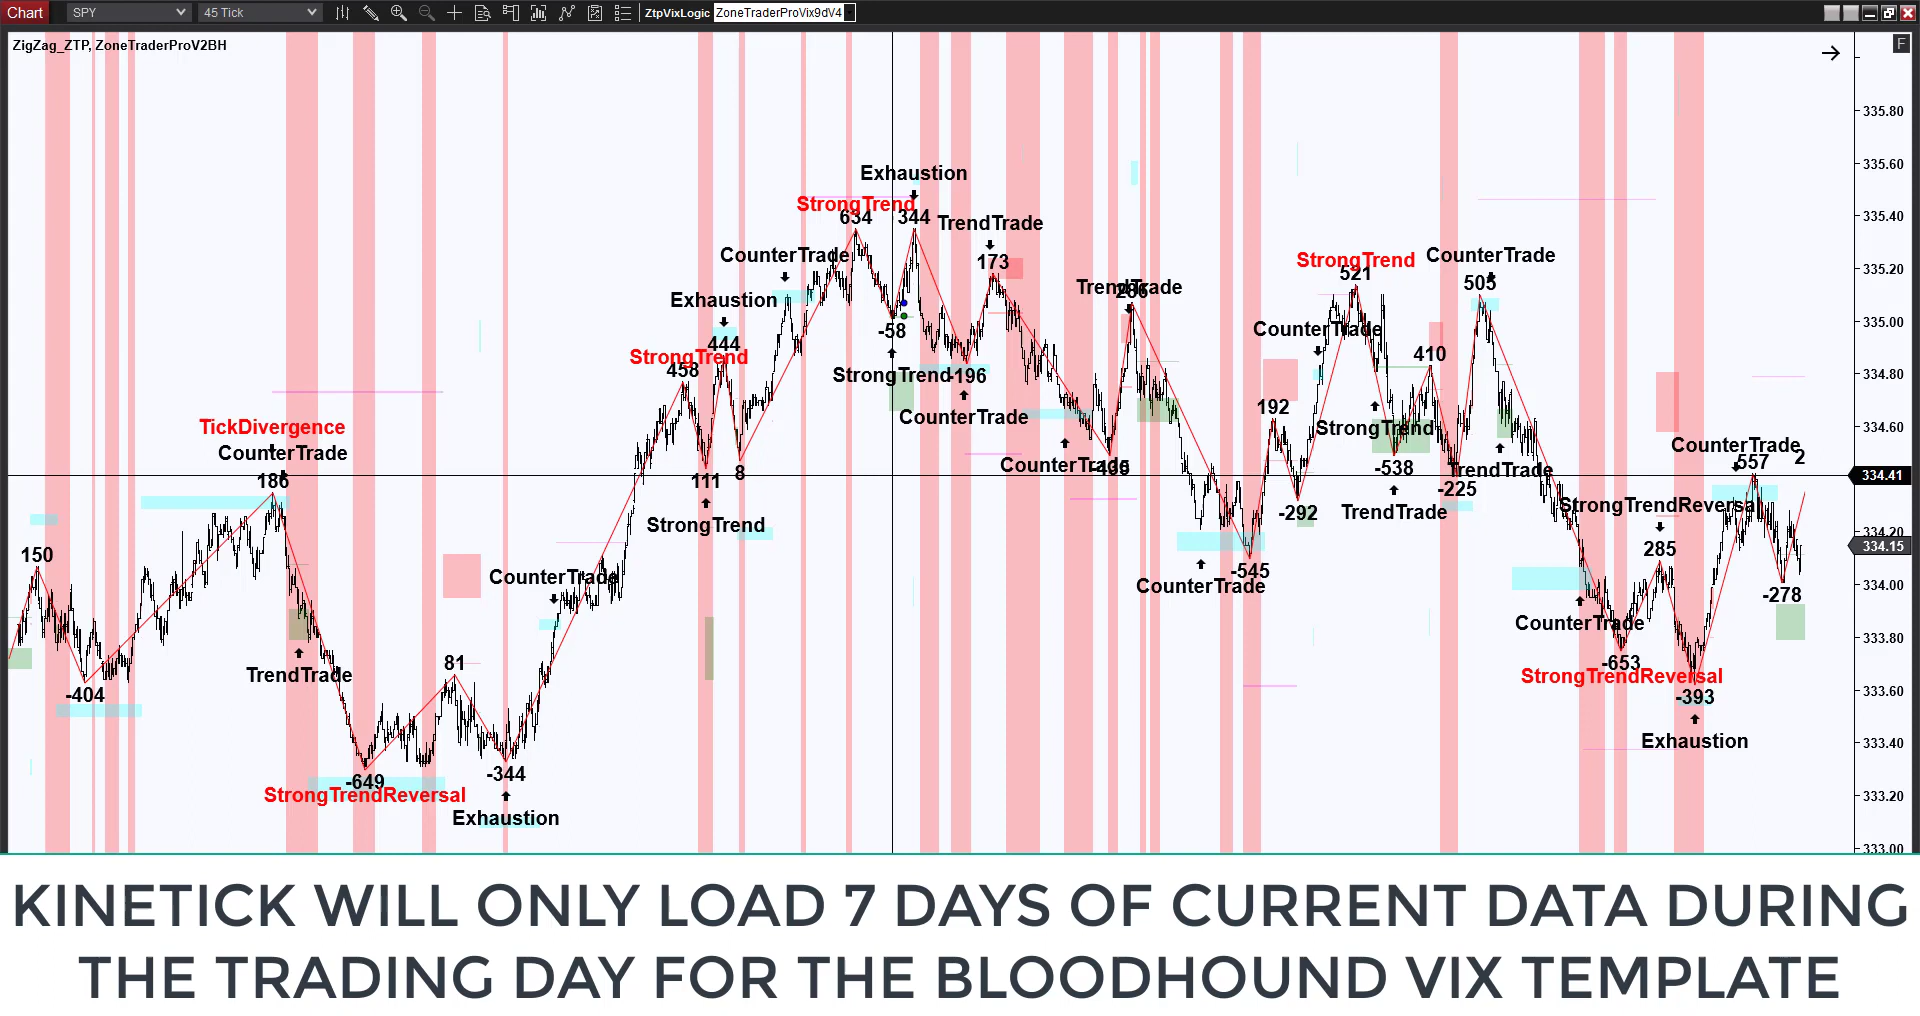 Chart SPY 45 Tick ZtpVixLogic ZoneTraderProVix9dV4
ZigZag_ZTP, ZoneTraderProV2BH
F
335.80
335.60
Exhaustion
StrongTrend
634 344 TrendTrade
335.40
CounterTrade
173
StrongTrend
CounterTrade
335.20
521
505
TrendTrade
286
Exhaustion
335.00
-58
444
CounterTrade
StrongTrend
410
458
StrongTrend -196
334.80
192
CounterTrade
TickDivergence
StrongTrend
334.60
CounterTrade
CounterTrade
2
557
CounterTrade
-538
TrendTrade
334.41
186
111
8
-225
StrongTrend
-292
TrendTrade
StrongTrendReversal
334.20
150
285
334.15
CounterTrade
-545
CounterTrade
334.00
-278
CounterTrade
333.80
81
-653
TrendTrade
StrongTrendReversal
-404
-393
333.60
Exhaustion
333.40
-649
-344
StrongTrendReversal
333.20
Exhaustion
333.00
KINETICK WILL ONLY LOAD 7 DAYS OF CURRENT DATA DURING
THE TRADING DAY FOR THE BLOODHOUND VIX TEMPLATE